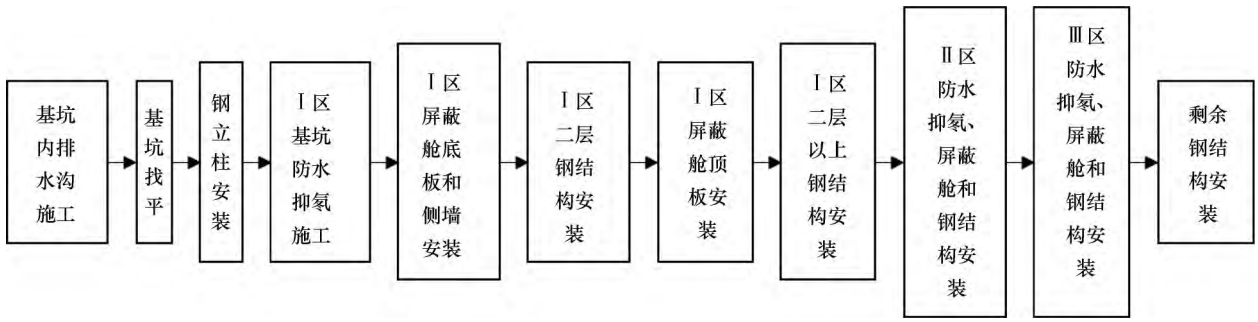 基坑
内排
水沟
施工
基
坑
找
平
钢
立
柱
安
装
Ⅰ区
基坑
防水
抑氡
施工
Ⅰ区
屏蔽
舱底
板和
侧墙
安装
Ⅰ区
二层
钢结
构安
装
Ⅰ区
屏蔽
舱顶
板安
装
Ⅰ区
二层
以上
钢结
构安
装
Ⅱ区
防水
抑氡、
屏蔽
舱和
钢结
构安
装
Ⅲ区
防水
抑氡、
屏蔽
舱和
钢结
构安
装
剩余
钢结
构安
装